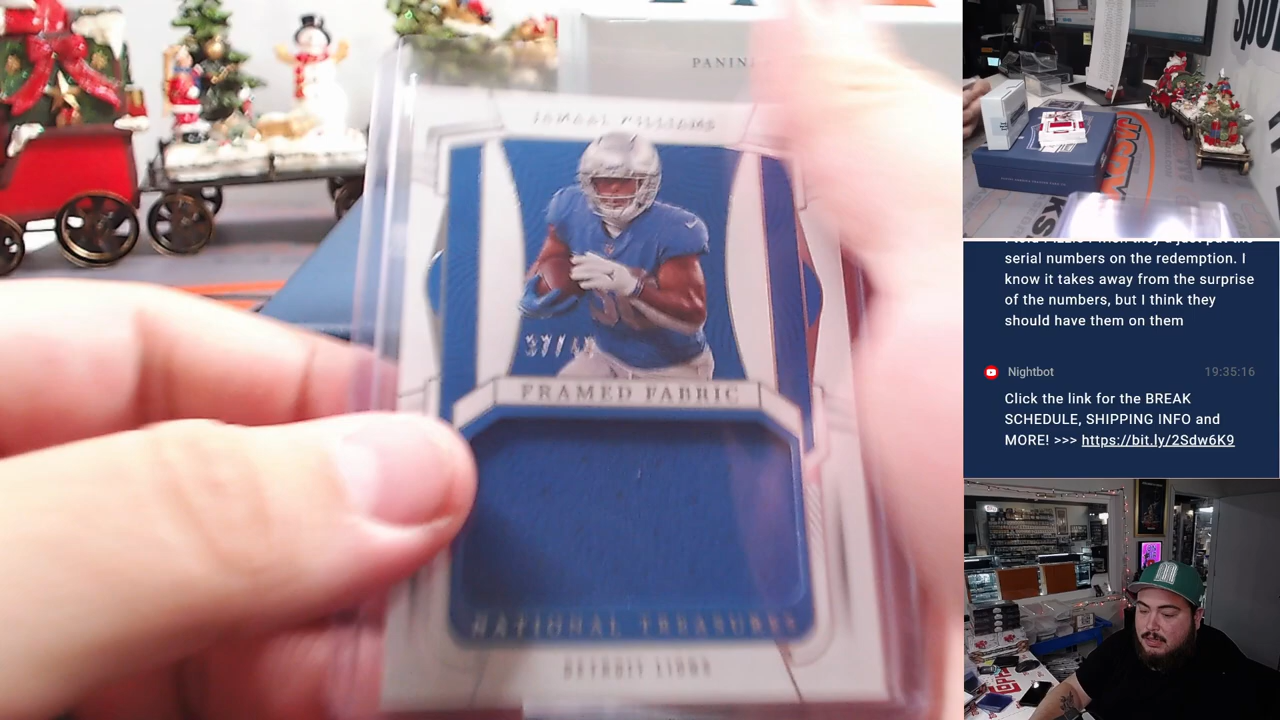 PANINI
JAMAAL WILLIAMS
FRAMED FABRIC
NATIONAL TREASURES
DETROIT LIONS
serial numbers on the redemption. I
know it takes away from the surprise
of the numbers, but I think they
should have them on them
Nightbot 19:35:16
Click the link for the BREAK
SCHEDULE, SHIPPING INFO and
MORE! >>> https://bit.ly/2Sdw6K9